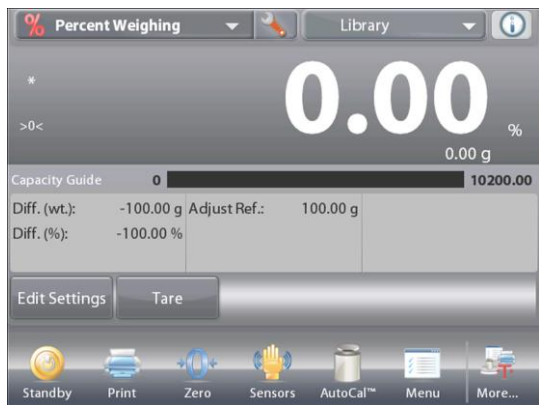 % Percent Weighing Library
*
>0<
0.00 %
0.00 g
Capacity Guide 0 10200.00
Diff. (wt.): -100.00 g Adjust Ref.: 100.00 g
Diff. (%): -100.00 %
Edit Settings Tare
0
Standby Print Zero Sensors AutoCal™ Menu More...